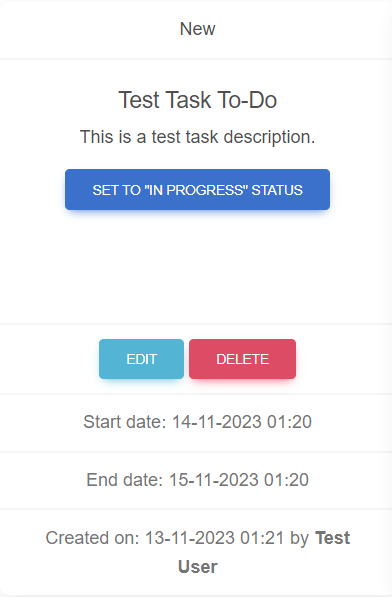 New
Test Task To-Do
This is a test task description.
SET TO "IN PROGRESS" STATUS
EDIT DELETE
Start date: 14-11-2023 01:20
End date: 15-11-2023 01:20
Created on: 13-11-2023 01:21 by Test
User